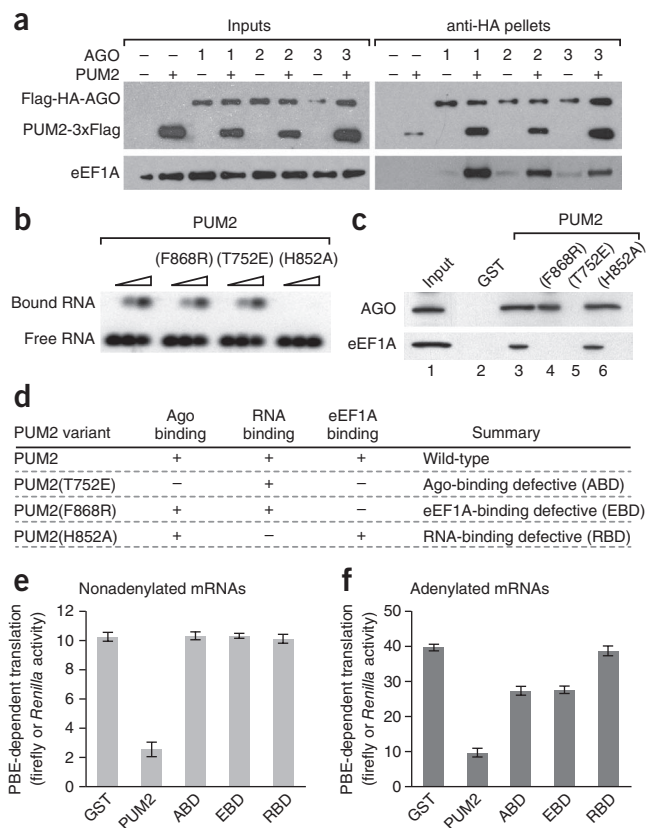 a
Inputs anti-HA pellets
AGO – – 1 1 2 2 3 3 – – 1 1 2 2 3 3
PUM2 – + – + – + – + – + – + – + – +
Flag-HA-AGO
PUM2-3xFlag
eEF1A
b
PUM2
(F868R) (T752E) (H852A)
Bound RNA
Free RNA
c
PUM2
Input GST (F868R) (T752E) (H852A)
AGO
eEF1A
1 2 3 4 5 6
d
PUM2 variant Ago binding RNA binding eEF1A binding Summary
PUM2 + + + Wild-type
PUM2(T752E) – + – Ago-binding defective (ABD)
PUM2(F868R) + + – eEF1A-binding defective (EBD)
PUM2(H852A) + – + RNA-binding defective (RBD)
e
Nonadenylated mRNAs
PBE-dependent translation
(firefly or Renilla activity)
12
10
8
6
4
2
0
GST PUM2 ABD EBD RBD
f
Adenylated mRNAs
PBE-dependent translation
(firefly or Renilla activity)
50
40
30
20
10
0
GST PUM2 ABD EBD RBD